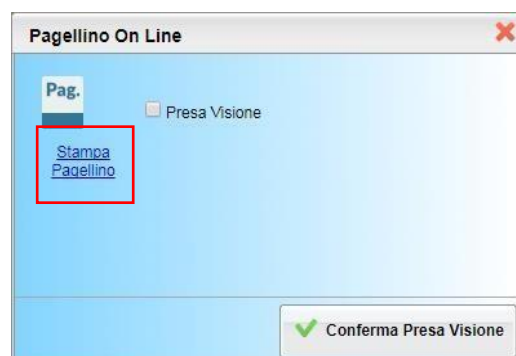 Pagellino On Line
Pag.
Presa Visione
Stampa
Pagellino
Conferma Presa Visione